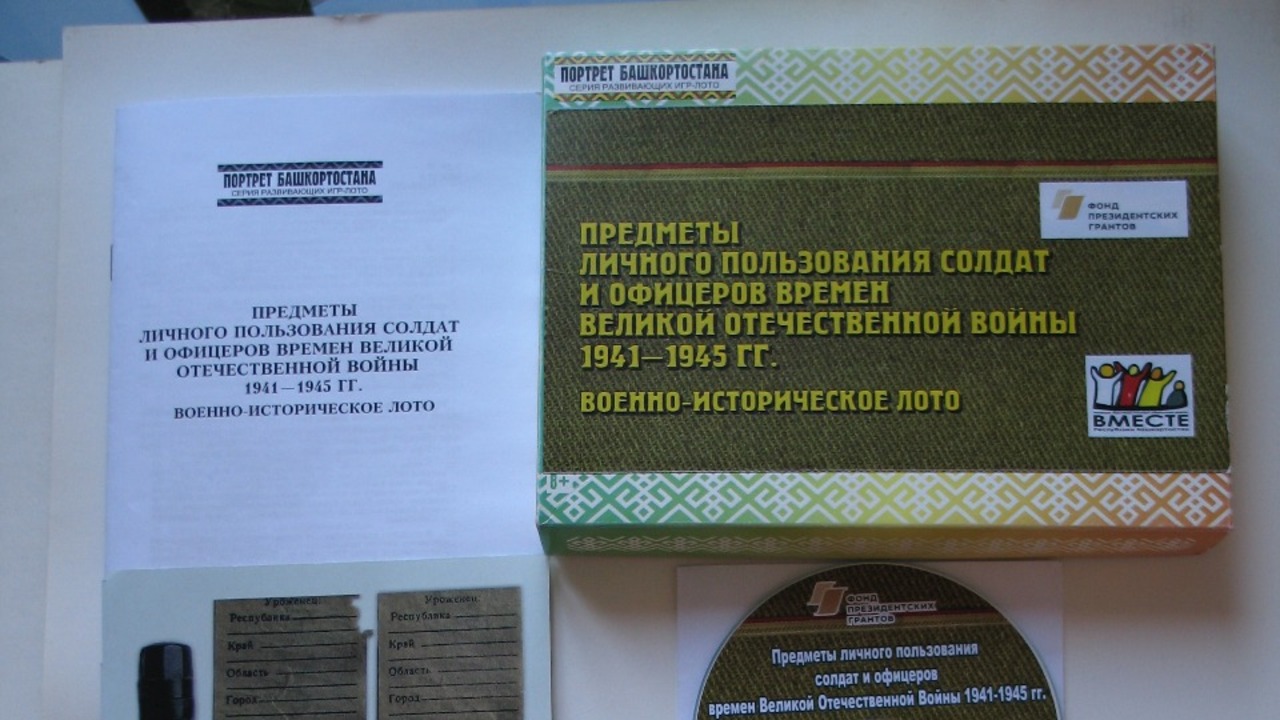 ПОРТРЕТ БАШКОРТОСТАНА
СЕРИЯ РАЗВИВАЮЩИХ ИГР-ЛОТО
ПРЕДМЕТЫ
ЛИЧНОГО ПОЛЬЗОВАНИЯ СОЛДАТ
И ОФИЦЕРОВ ВРЕМЕН ВЕЛИКОЙ
ОТЕЧЕСТВЕННОЙ ВОЙНЫ
1941—1945 ГГ.
ВОЕННО-ИСТОРИЧЕСКОЕ ЛОТО
ПОРТРЕТ БАШКОРТОСТАНА
СЕРИЯ РАЗВИВАЮЩИХ ИГР-ЛОТО
ФОНД
ПРЕЗИДЕНТСКИХ
ГРАНТОВ
ПРЕДМЕТЫ
ЛИЧНОГО ПОЛЬЗОВАНИЯ СОЛДАТ
И ОФИЦЕРОВ ВРЕМЕН
ВЕЛИКОЙ ОТЕЧЕСТВЕННОЙ ВОЙНЫ
1941—1945 ГГ.
ВОЕННО-ИСТОРИЧЕСКОЕ ЛОТО
ВМЕСТЕ
8+
Уроженец:
Республика
Край
Область
Город
Уроженец:
Республика
Край
Область
Город
ФОНД
ПРЕЗИДЕНТСКИХ
ГРАНТОВ
Предметы личного пользования
солдат и офицеров
времен Великой Отечественной Войны 1941-1945 гг.